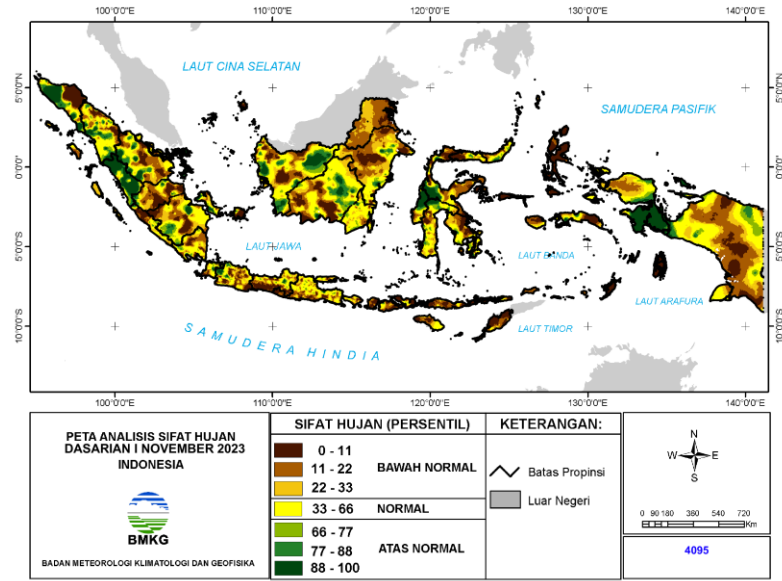 100°0'0"E 110°0'0"E 120°0'0"E 130°0'0"E 140°0'0"E
LAUT CINA SELATAN
5°0'0"N
5°0'0"N
SAMUDERA PASIFIK
0°0'0"
0°0'0"
5°0'0"S
5°0'0"S
LAUT JAWA
LAUT BANDA
LAUT ARAFURA
10°0'0"S
10°0'0"S
LAUT TIMOR
SAMUDERA HINDIA
100°0'0"E 110°0'0"E 120°0'0"E 130°0'0"E 140°0'0"E
PETA ANALISIS SIFAT HUJAN
DASARIAN I NOVEMBER 2023
INDONESIA
BMKG
BADAN METEOROLOGI KLIMATOLOGI DAN GEOFISIKA
SIFAT HUJAN (PERSENTIL)
0 - 11
11 - 22 BAWAH NORMAL
22 - 33
33 - 66 NORMAL
66 - 77
77 - 88 ATAS NORMAL
88 - 100
KETERANGAN:
Batas Propinsi
Luar Negeri
N
W E
S
0 90 180 360 540 720
Km
4095